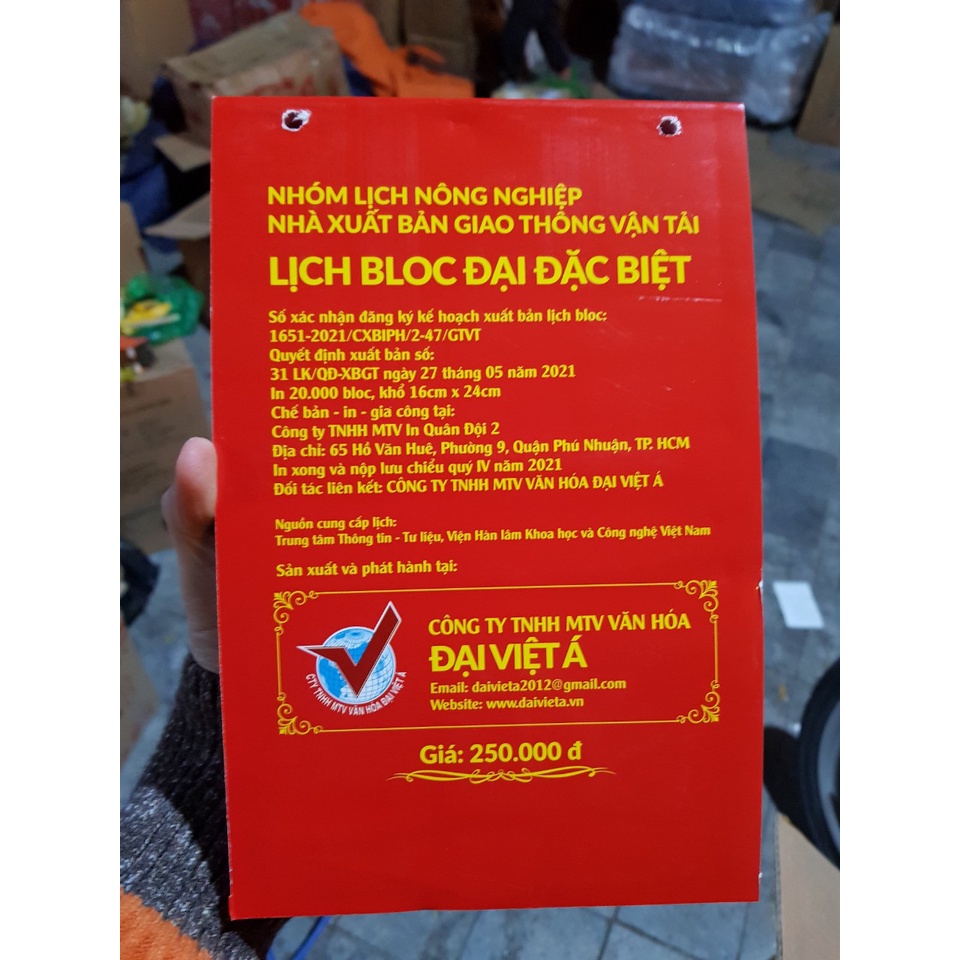 NHÓM LỊCH NÔNG NGHIỆP
NHÀ XUẤT BẢN GIAO THÔNG VẬN TẢI
LỊCH BLOC ĐẠI ĐẶC BIỆT
Số xác nhận đăng ký kế hoạch xuất bản lịch bloc:
1651-2021/CXBIPH/2-47/GTVT
Quyết định xuất bản số:
31 LK/QĐ-XBGT ngày 27 tháng 05 năm 2021
In 20.000 bloc, khổ 16cm x 24cm
Chế bản - in - gia công tại:
Công ty TNHH MTV In Quân Đội 2
Địa chỉ: 65 Hồ Văn Huê, Phường 9, Quận Phú Nhuận, TP. HCM
In xong và nộp lưu chiểu quý IV năm 2021
Đối tác liên kết: CÔNG TY TNHH MTV VĂN HÓA ĐẠI VIỆT Á
Nguồn cung cấp lịch:
Trung tâm Thông tin - Tư liệu, Viện Hàn lâm Khoa học và Công nghệ Việt Nam
Sản xuất và phát hành tại:
CTY TNHH MTV VĂN HÓA ĐẠI VIỆT Á
CÔNG TY TNHH MTV VĂN HÓA
ĐẠI VIỆT Á
Email: daivieta2012@gmail.com
Website: www.daivieta.vn
Giá: 250.000 đ